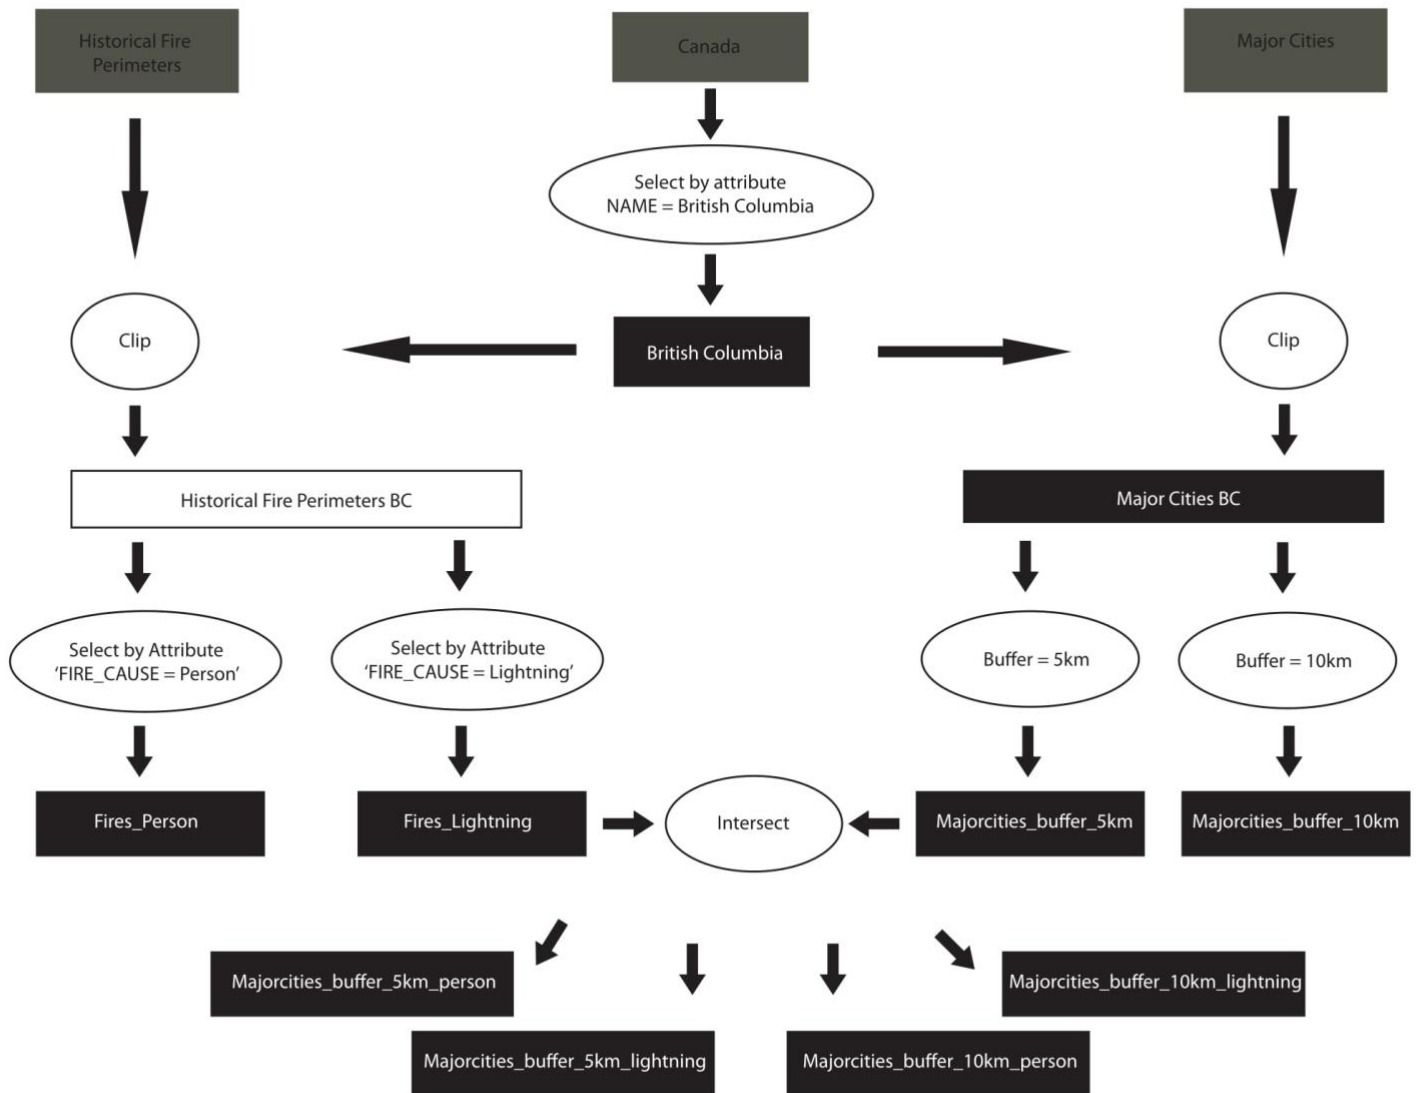 Historical Fire
Perimeters
Canada
Major Cities
Select by attribute
NAME = British Columbia
Clip
British Columbia
Clip
Historical Fire Perimeters BC
Major Cities BC
Select by Attribute
‘FIRE_CAUSE = Person’
Select by Attribute
‘FIRE_CAUSE = Lightning’
Buffer = 5km
Buffer = 10km
Fires_Person
Fires_Lightning
Intersect
Majorcities_buffer_5km
Majorcities_buffer_10km
Majorcities_buffer_5km_person
Majorcities_buffer_10km_lightning
Majorcities_buffer_5km_lightning
Majorcities_buffer_10km_person